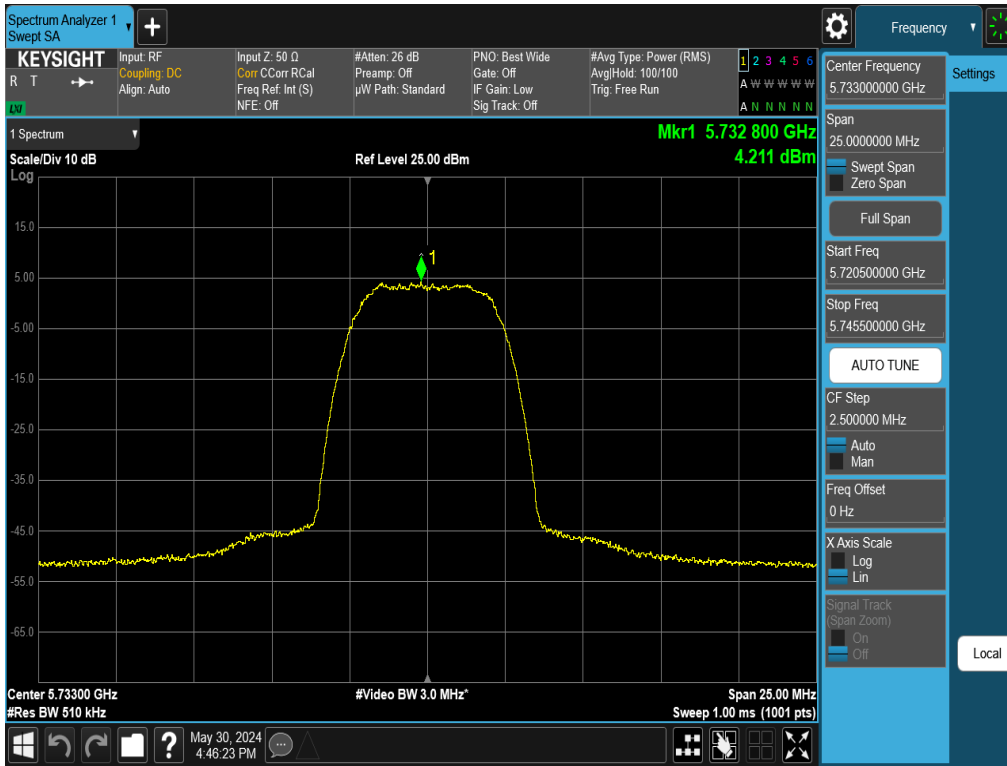 Spectrum Analyzer 1
Swept SA
+
Frequency
KEYSIGHT
R T
LXI
Input: RF
Coupling: DC
Align: Auto
Input Z: 50 Ω
Corr CCorr RCal
Freq Ref: Int (S)
NFE: Off
#Atten: 26 dB
Preamp: Off
µW Path: Standard
PNO: Best Wide
Gate: Off
IF Gain: Low
Sig Track: Off
#Avg Type: Power (RMS)
Avg|Hold: 100/100
Trig: Free Run
1 2 3 4 5 6
A W W W W W
A N N N N N
1 Spectrum
Scale/Div 10 dB
Log
Ref Level 25.00 dBm
Mkr1 5.732 800 GHz
4.211 dBm
1
15.0
5.00
-5.00
-15.0
-25.0
-35.0
-45.0
-55.0
-65.0
Center 5.73300 GHz
#Res BW 510 kHz
#Video BW 3.0 MHz*
Span 25.00 MHz
Sweep 1.00 ms (1001 pts)
Center Frequency
5.733000000 GHz
Settings
Span
25.0000000 MHz
Swept Span
Zero Span
Full Span
Start Freq
5.720500000 GHz
Stop Freq
5.745500000 GHz
AUTO TUNE
CF Step
2.500000 MHz
Auto
Man
Freq Offset
0 Hz
X Axis Scale
Log
Lin
Signal Track
(Span Zoom)
On
Off
Local
?
May 30, 2024
4:46:23 PM